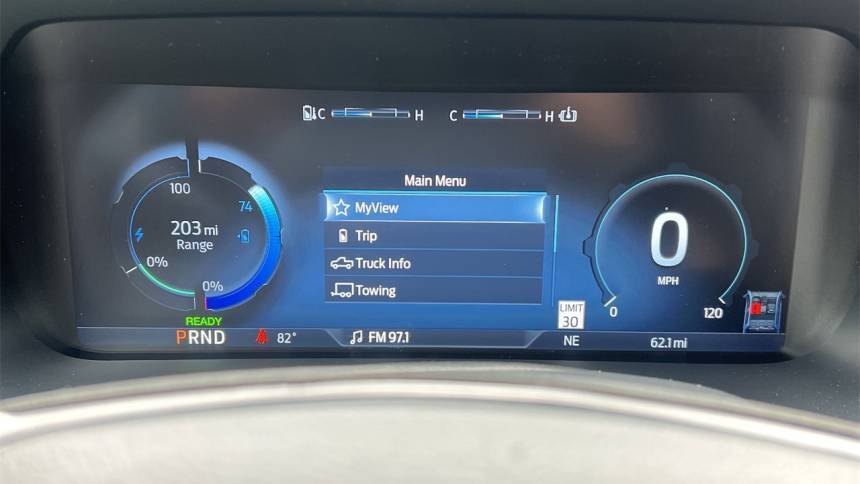 C H C H
Main Menu
MyView
Trip
Truck Info
Towing
100
74
203 mi
Range
0%
0%
READY
PRND
82°
FM 97.1
LIMIT
30
NE
0
MPH
0
120
62.1 mi